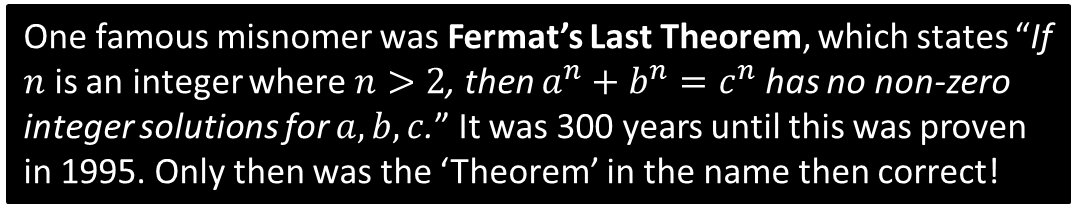 One famous misnomer was Fermat’s Last Theorem, which states “If
n is an integer where n > 2, then aⁿ + bⁿ = cⁿ has no non-zero
integer solutions for a, b, c.” It was 300 years until this was proven
in 1995. Only then was the ‘Theorem’ in the name then correct!